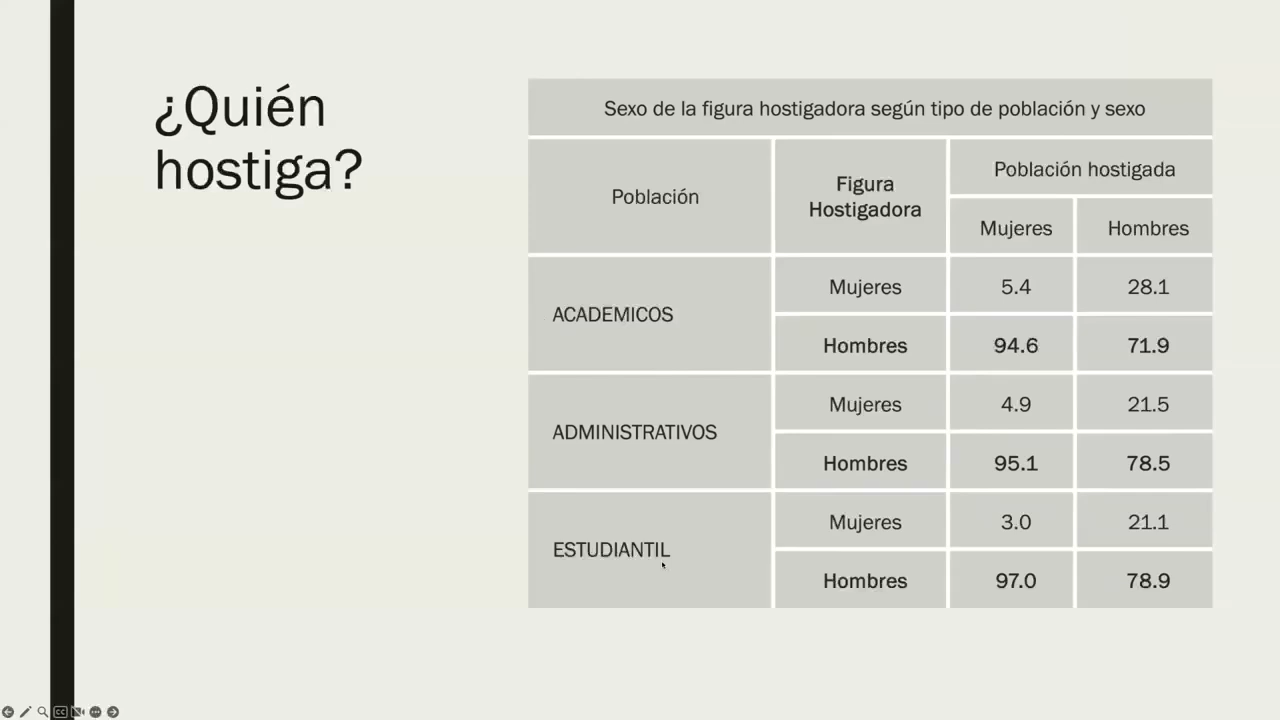 ¿Quién
hostiga?
Sexo de la figura hostigadora según tipo de población y sexo
Población
Figura
Hostigadora
Población hostigada
Mujeres Hombres
ACADEMICOS
Mujeres 5.4 28.1
Hombres 94.6 71.9
ADMINISTRATIVOS
Mujeres 4.9 21.5
Hombres 95.1 78.5
ESTUDIANTIL
Mujeres 3.0 21.1
Hombres 97.0 78.9
CC